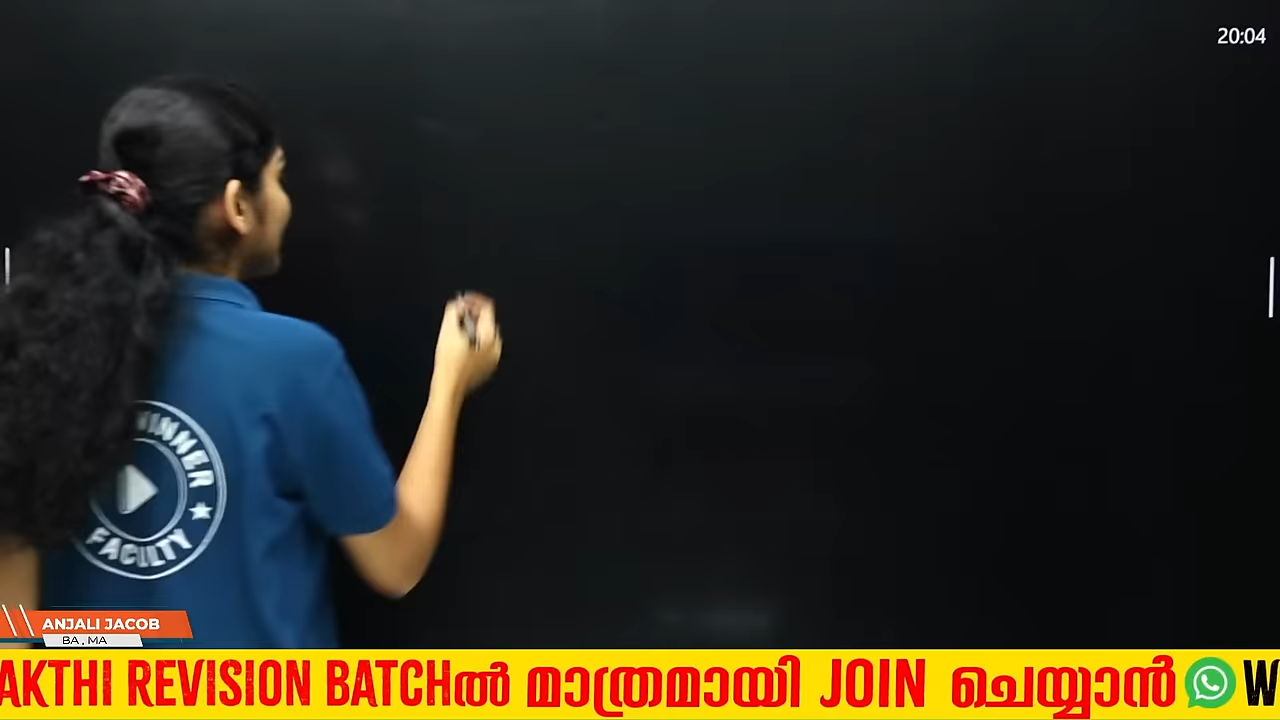 20:04
WINNER
FACULTY
ANJALI JACOB
BA , MA
AKTHI REVISION BATCHൽ മാത്രമായി JOIN ചെയ്യാൻ W